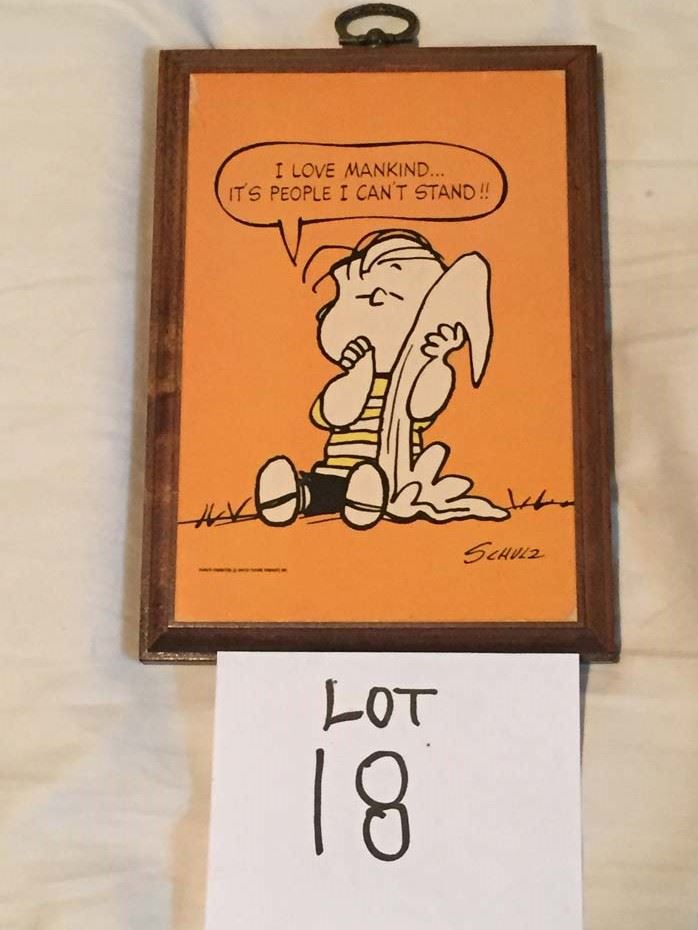 I LOVE MANKIND...
IT'S PEOPLE I CAN'T STAND!!
SCHULZ
LOT
18